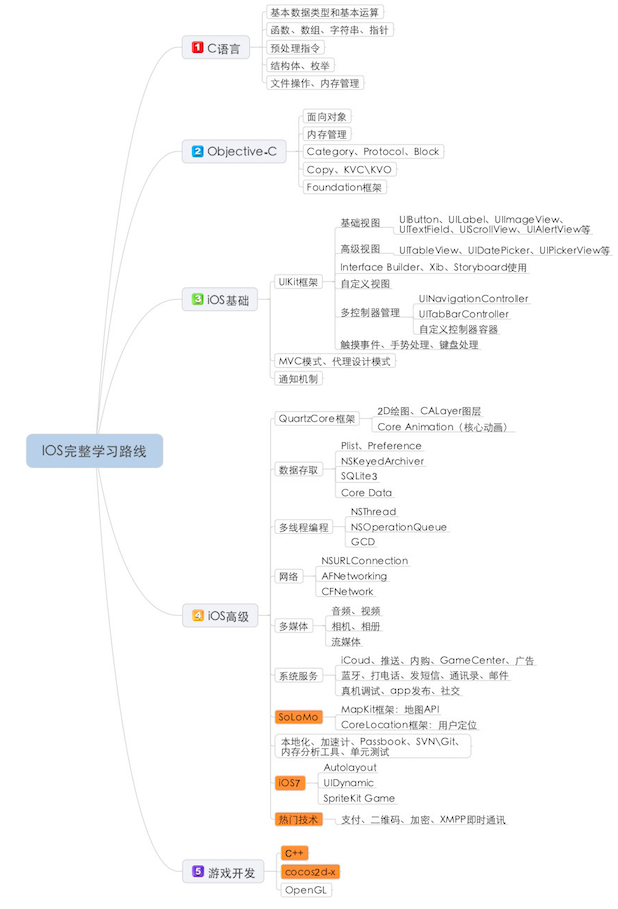 IOS完整学习路线
1 C语言
基本数据类型和基本运算
函数、数组、字符串、指针
预处理指令
结构体、枚举
文件操作、内存管理
2 Objective-C
面向对象
内存管理
Category、Protocol、Block
Copy、KVC\KVO
Foundation框架
3 iOS基础
UIKit框架
基础视图
UIButton、UILabel、UIImageView、
UITextField、UIScrollView、UIAlertView等
高级视图
UITableView、UIDatePicker、UIPickerView等
Interface Builder、Xib、Storyboard使用
自定义视图
多控制器管理
UINavigationController
UITabBarController
自定义控制器容器
触摸事件、手势处理、键盘处理
MVC模式、代理设计模式
通知机制
4 iOS高级
QuartzCore框架
2D绘图、CALayer图层
Core Animation（核心动画）
数据存取
Plist、Preference
NSKeyedArchiver
SQLite3
Core Data
多线程编程
NSThread
NSOperationQueue
GCD
网络
NSURLConnection
AFNetworking
CFNetwork
多媒体
音频、视频
相机、相册
流媒体
系统服务
iCoud、推送、内购、GameCenter、广告
蓝牙、打电话、发短信、通讯录、邮件
真机调试、app发布、社交
SoLoMo
MapKit框架：地图API
CoreLocation框架：用户定位
本地化、加速计、Passbook、SVN\Git、
内存分析工具、单元测试
iOS7
Autolayout
UIDynamic
SpriteKit Game
热门技术
支付、二维码、加密、XMPP即时通讯
5 游戏开发
C++
cocos2d-x
OpenGL